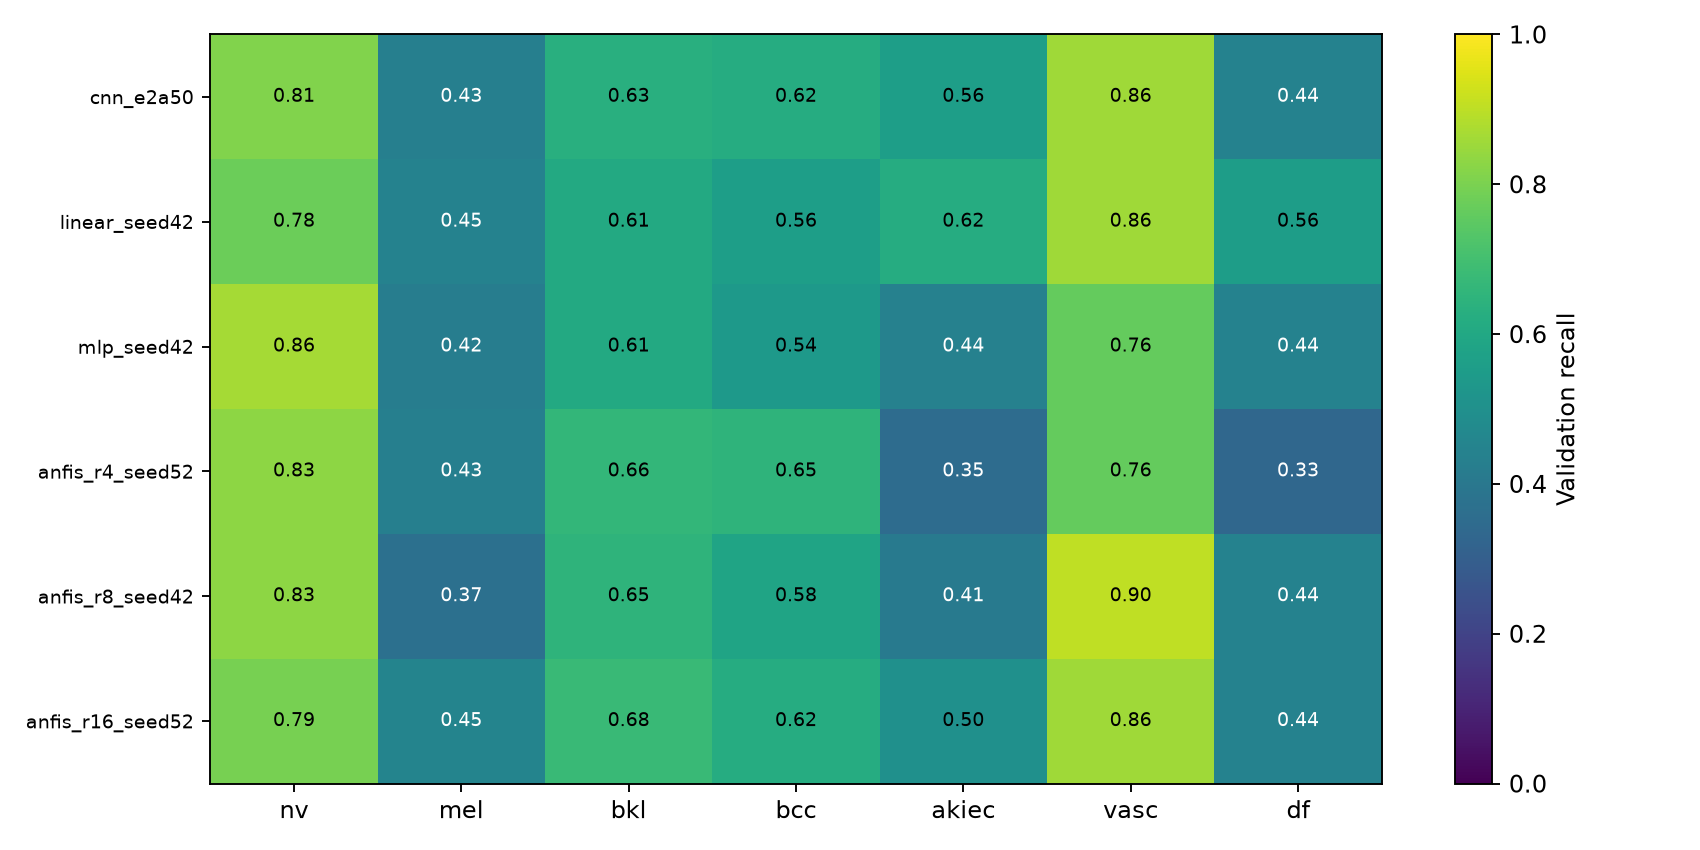 cnn_e2a50 0.81 0.43 0.63 0.62 0.56 0.86 0.44
linear_seed42 0.78 0.45 0.61 0.56 0.62 0.86 0.56
mlp_seed42 0.86 0.42 0.61 0.54 0.44 0.76 0.44
anfis_r4_seed52 0.83 0.43 0.66 0.65 0.35 0.76 0.33
anfis_r8_seed42 0.83 0.37 0.65 0.58 0.41 0.90 0.44
anfis_r16_seed52 0.79 0.45 0.68 0.62 0.50 0.86 0.44
nv mel bkl bcc akiec vasc df
1.0
0.8
0.6
0.4
0.2
0.0
Validation recall